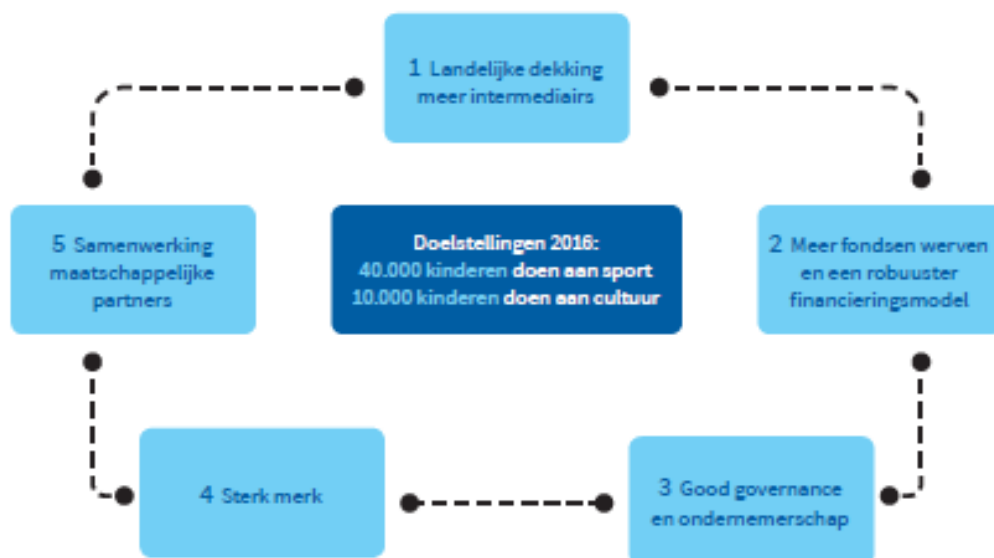 1 Landelijke dekking
meer intermediairs
5 Samenwerking
maatschappelijke
partners
Doelstellingen 2016:
40.000 kinderen doen aan sport
10.000 kinderen doen aan cultuur
2 Meer fondsen werven
en een robuuster
financieringsmodel
4 Sterk merk
3 Good governance
en ondernemerschap